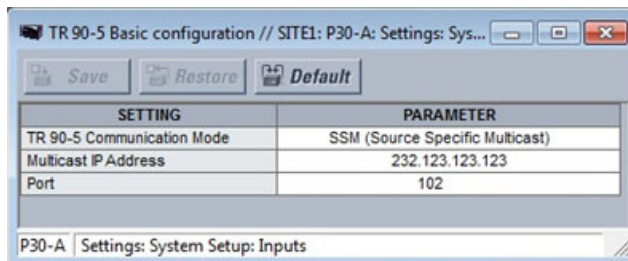 TR 90-5 Basic configuration // SITE1: P30-A: Settings: Sys...
Save Restore Default
SETTING PARAMETER
TR 90-5 Communication Mode SSM (Source Specific Multicast)
Multicast IP Address 232.123.123.123
Port 102
P30-A Settings: System Setup: Inputs